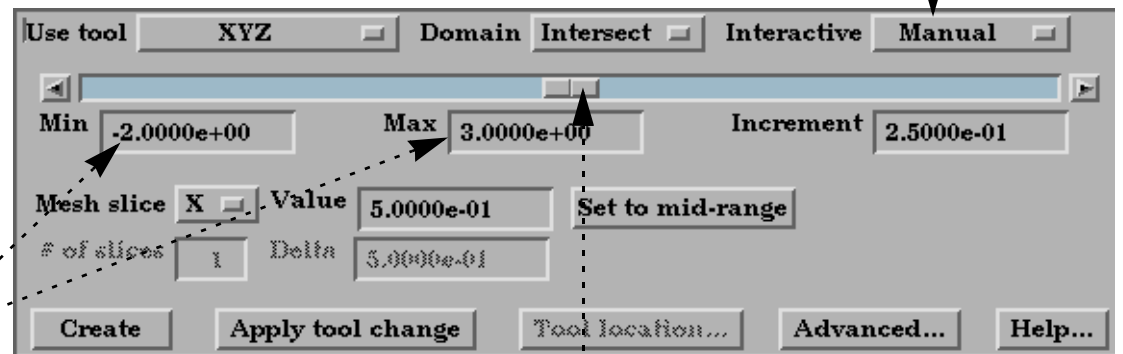 Use tool XYZ Domain Intersect Interactive Manual
Min -2.0000e+00 Max 3.0000e+00 Increment 2.5000e-01
Mesh slice X Value 5.0000e-01 Set to mid-range
# of slices 1 Delta 5.0000e-01
Create Apply tool change Tool location... Advanced... Help...